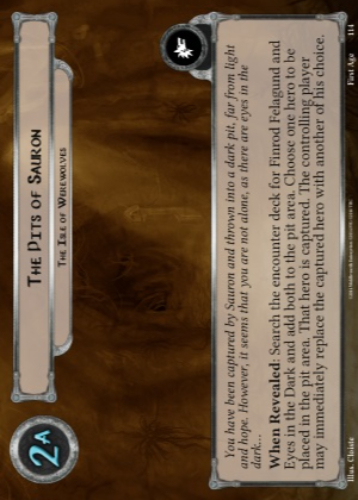 2A
The Pits of Sauron
The Isle of Werewolves
You have been captured by Sauron and thrown into a dark pit, far from light
and hope. However, it seems that you are not alone, as there are eyes in the
dark...
When Revealed: Search the encounter deck for Finrod Felagund and
Eyes in the Dark and add both to the pit area. Choose one hero to be
placed in the pit area. That hero is captured. The controlling player
may immediately replace the captured hero with another of his choice.
Illus. Cloiste
First Age
114